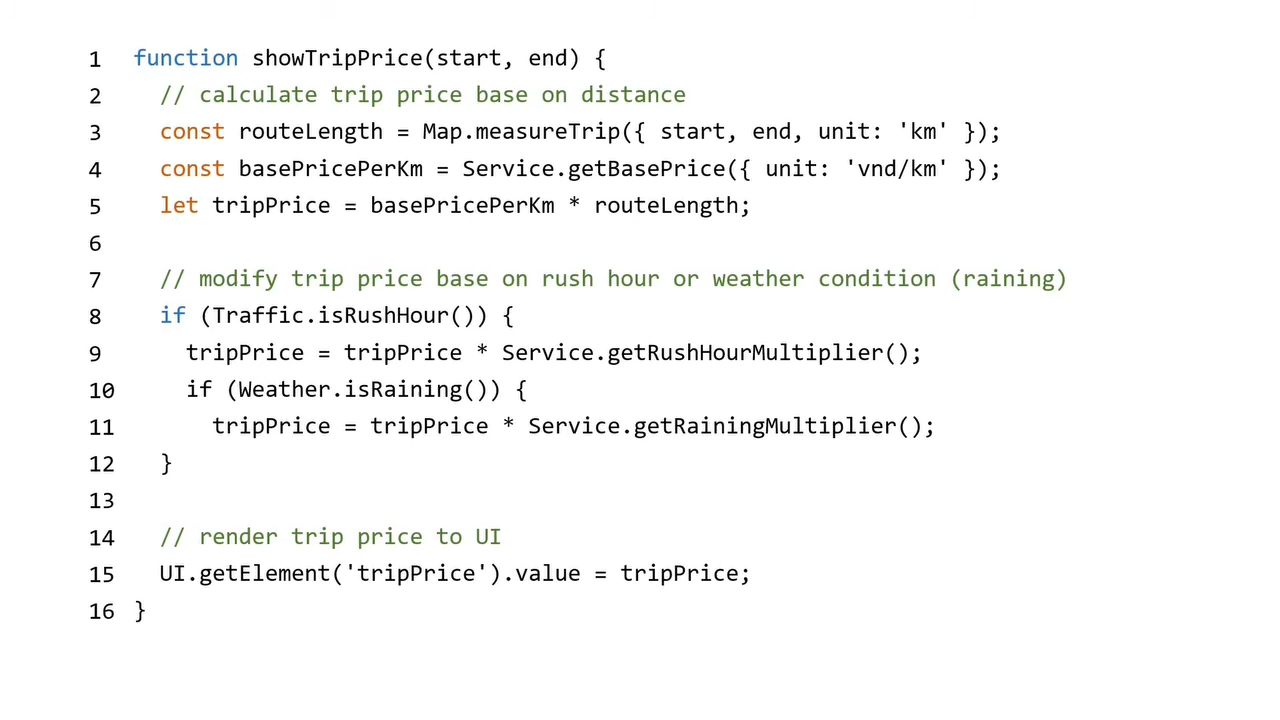 1 function showTripPrice(start, end) {
2   // calculate trip price base on distance
3   const routeLength = Map.measureTrip({ start, end, unit: 'km' });
4   const basePricePerKm = Service.getBasePrice({ unit: 'vnd/km' });
5   let tripPrice = basePricePerKm * routeLength;
6
7   // modify trip price base on rush hour or weather condition (raining)
8   if (Traffic.isRushHour()) {
9     tripPrice = tripPrice * Service.getRushHourMultiplier();
10     if (Weather.isRaining()) {
11       tripPrice = tripPrice * Service.getRainingMultiplier();
12   }
13
14   // render trip price to UI
15   UI.getElement('tripPrice').value = tripPrice;
16 }